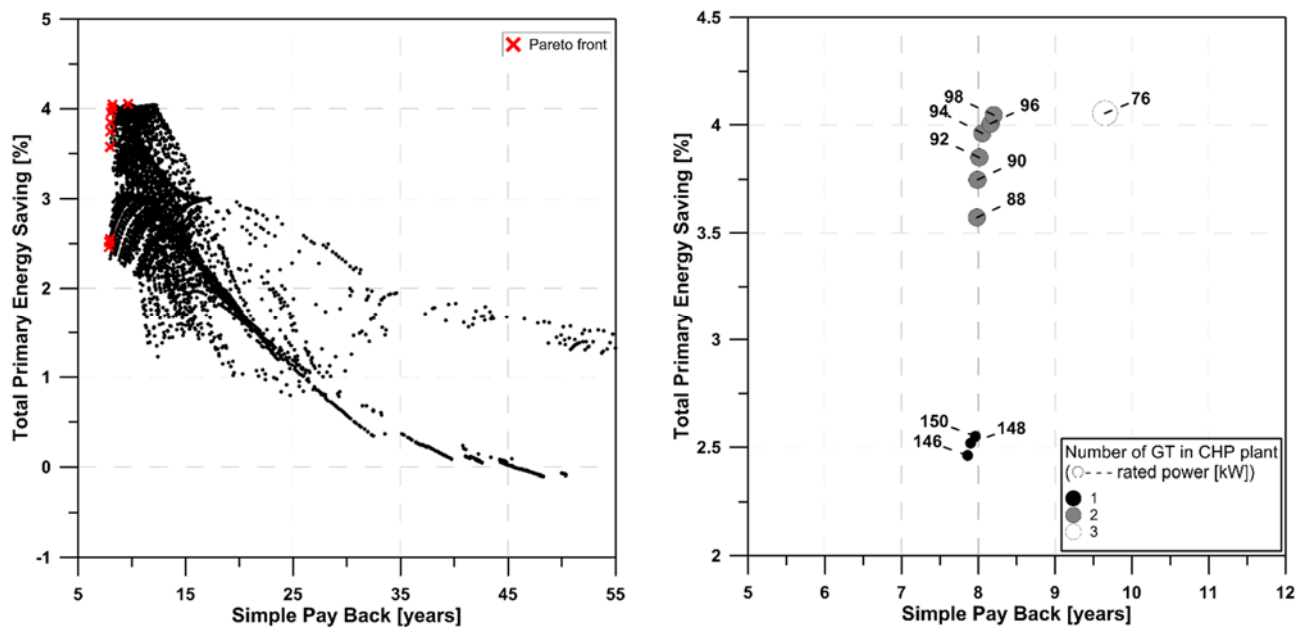 5
4
3
2
1
0
-1
Total Primary Energy Saving [%]
Pareto front
5 15 25 35 45 55
Simple Pay Back [years]
4.5
4
3.5
3
2.5
2
Total Primary Energy Saving [%]
98
96
76
94
92
90
88
150
148
146
Number of GT in CHP plant
( - - - rated power [kW])
1
2
3
5 6 7 8 9 10 11 12
Simple Pay Back [years]